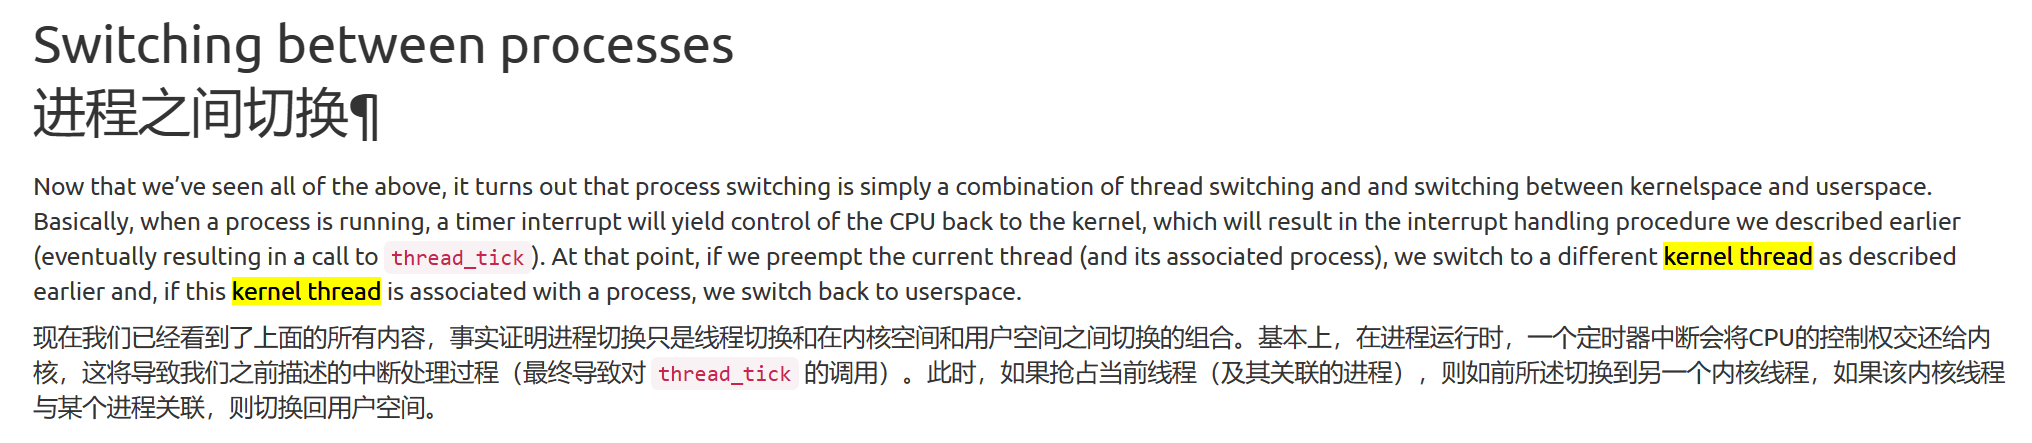 Switching between processes
进程之间切换¶
Now that we’ve seen all of the above, it turns out that process switching is simply a combination of thread switching and and switching between kernelspace and userspace.
Basically, when a process is running, a timer interrupt will yield control of the CPU back to the kernel, which will result in the interrupt handling procedure we described earlier
(eventually resulting in a call to thread_tick). At that point, if we preempt the current thread (and its associated process), we switch to a different kernel thread as described
earlier and, if this kernel thread is associated with a process, we switch back to userspace.
现在我们已经看到了上面的所有内容，事实证明进程切换只是线程切换和在内核空间和用户空间之间切换的组合。基本上，在进程运行时，一个定时器中断会将CPU的控制权交还给内
核，这将导致我们之前描述的中断处理过程（最终导致对 thread_tick 的调用）。此时，如果抢占当前线程（及其关联的进程），则如前所述切换到另一个内核线程，如果该内核线程
与某个进程关联，则切换回用户空间。